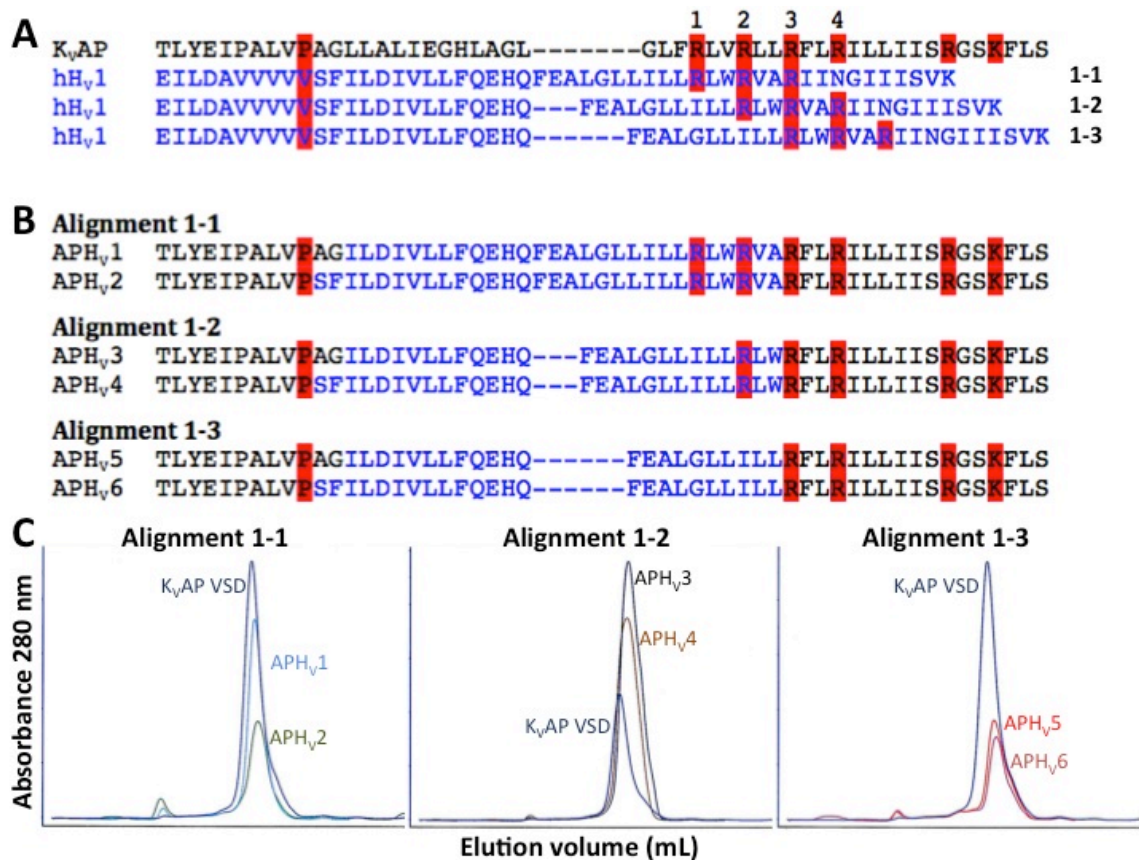 1 2 3 4
A
KVAP TLYEIPALVPAGLLALIEGHLAGL-------GLFRLVRLLRFLRILLIISRGSKFLS
hHV1 EILDAVVVVVSFILDIVLLFQEHQFEALGLLILLRLWRVARIINGIIISVK 1-1
hHV1 EILDAVVVVVSFILDIVLLFQEHQ---FEALGLLILLRLWRVARIINGIIISVK 1-2
hHV1 EILDAVVVVVSFILDIVLLFQEHQ------FEALGLLILLRLWRVARIINGIIISVK 1-3
B Alignment 1-1
APHV1 TLYEIPALVPAGILDIVLLFQEHQFEALGLLILLRLWRVARFLRILLIISRGSKFLS
APHV2 TLYEIPALVPSFILDIVLLFQEHQFEALGLLILLRLWRVARFLRILLIISRGSKFLS
Alignment 1-2
APHV3 TLYEIPALVPAGILDIVLLFQEHQ---FEALGLLILLRLWRFLRILLIISRGSKFLS
APHV4 TLYEIPALVPSFILDIVLLFQEHQ---FEALGLLILLRLWRFLRILLIISRGSKFLS
Alignment 1-3
APHV5 TLYEIPALVPAGILDIVLLFQEHQ------FEALGLLILLRFLRILLIISRGSKFLS
APHV6 TLYEIPALVPSFILDIVLLFQEHQ------FEALGLLILLRFLRILLIISRGSKFLS
C Alignment 1-1 Alignment 1-2 Alignment 1-3
Absorbance 280 nm
KVAP VSD
APHV1
APHV2
APHV3
APHV4
KVAP VSD
KVAP VSD
APHV5
APHV6
Elution volume (mL)